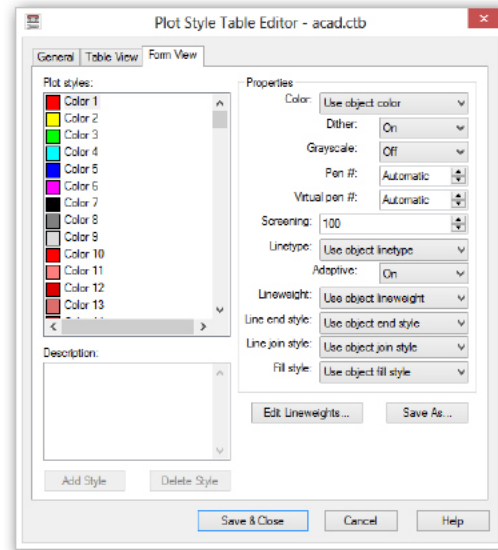 Plot Style Table Editor - acad.ctb
General Table View Form View
Plot styles:
Color 1
Color 2
Color 3
Color 4
Color 5
Color 6
Color 7
Color 8
Color 9
Color 10
Color 11
Color 12
Color 13
Description:
Add Style Delete Style
Properties
Color: Use object color
Dither: On
Grayscale: Off
Pen #: Automatic
Virtual pen #: Automatic
Screening: 100
Linetype: Use object linetype
Adaptive: On
Lineweight: Use object lineweight
Line end style: Use object end style
Line join style: Use object join style
Fill style: Use object fill style
Edit Lineweights... Save As...
Save & Close Cancel Help